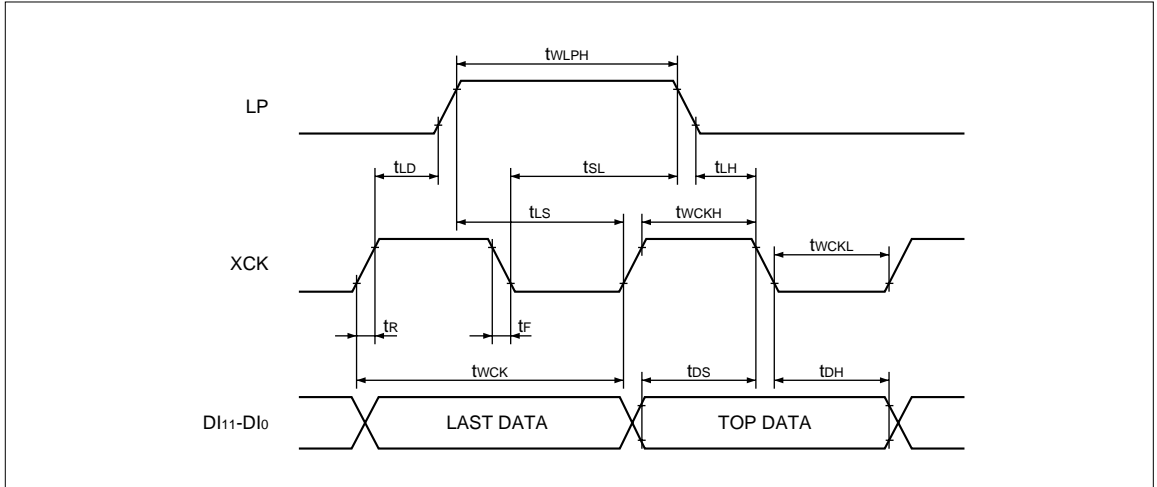 tWLPH
LP
tLD
tSL
tLH
tLS
tWCKH
tWCKL
XCK
tR
tF
tWCK
tDS
tDH
DI11-DI0
LAST DATA
TOP DATA